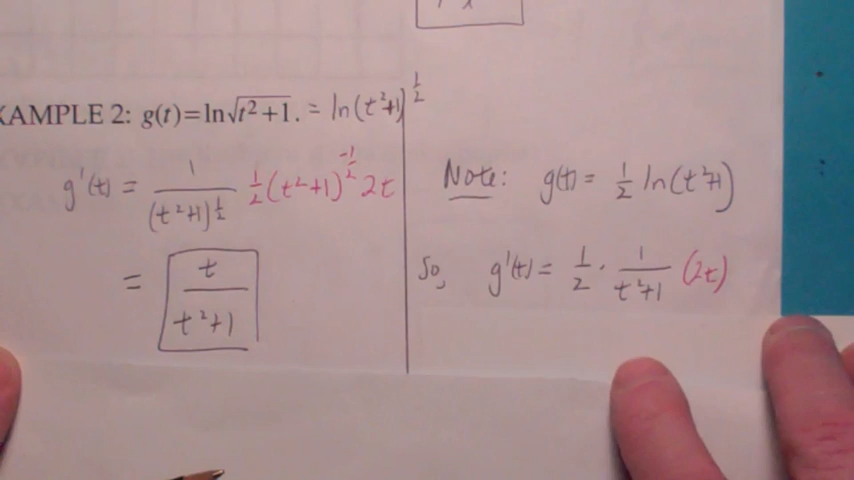 XAMPLE 2: g(t)=ln√(t²+1). = ln(t²+1)^(1/2)
g'(t) = 1/(t²+1)^(1/2) 1/2 (t²+1)^(-1/2) 2t
= t/(t²+1)
Note: g(t) = 1/2 ln(t²+1)
So, g'(t) = 1/2 · 1/(t²+1) (2t)